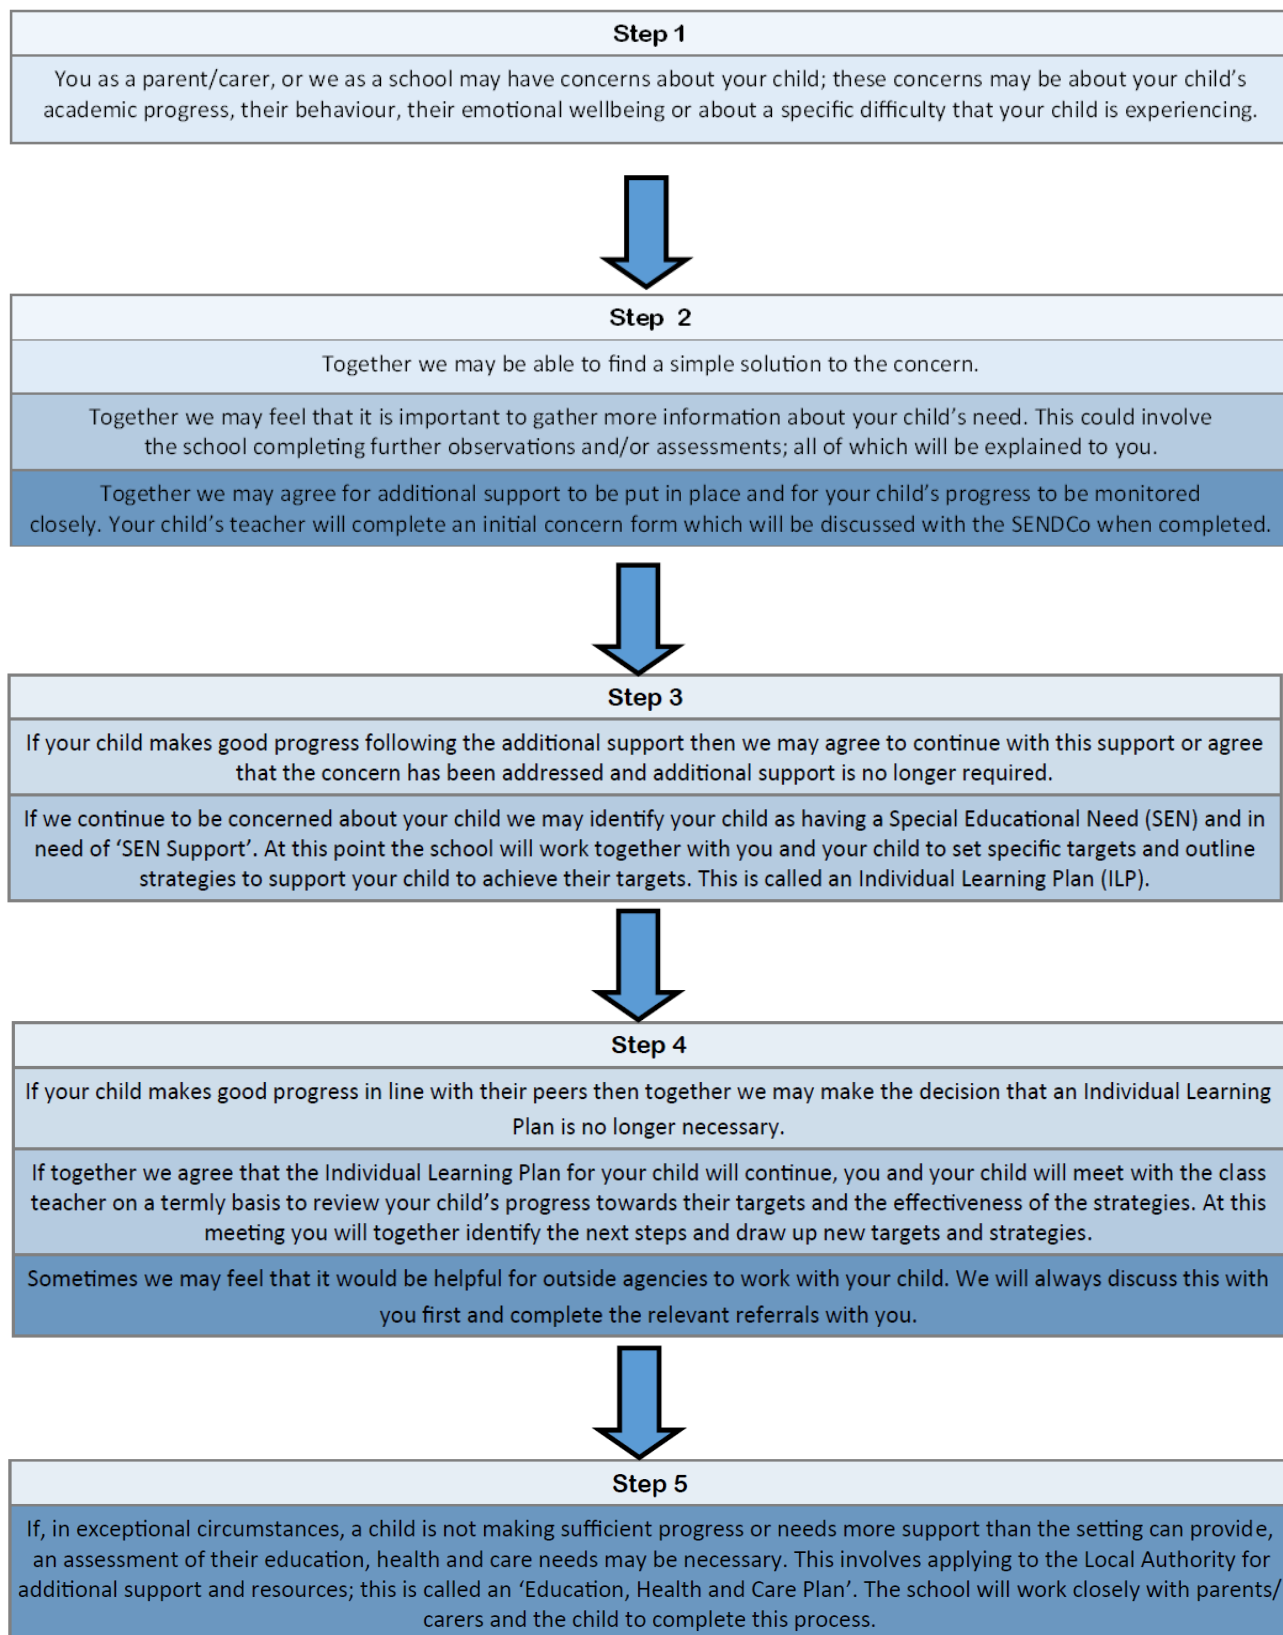 Step 1
You as a parent/carer, or we as a school may have concerns about your child; these concerns may be about your child's
academic progress, their behaviour, their emotional wellbeing or about a specific difficulty that your child is experiencing.
Step 2
Together we may be able to find a simple solution to the concern.
Together we may feel that it is important to gather more information about your child's need. This could involve
the school completing further observations and/or assessments; all of which will be explained to you.
Together we may agree for additional support to be put in place and for your child's progress to be monitored
closely. Your child's teacher will complete an initial concern form which will be discussed with the SENDCo when completed.
Step 3
If your child makes good progress following the additional support then we may agree to continue with this support or agree
that the concern has been addressed and additional support is no longer required.
If we continue to be concerned about your child we may identify your child as having a Special Educational Need (SEN) and in
need of ‘SEN Support’. At this point the school will work together with you and your child to set specific targets and outline
strategies to support your child to achieve their targets. This is called an Individual Learning Plan (ILP).
Step 4
If your child makes good progress in line with their peers then together we may make the decision that an Individual Learning
Plan is no longer necessary.
If together we agree that the Individual Learning Plan for your child will continue, you and your child will meet with the class
teacher on a termly basis to review your child's progress towards their targets and the effectiveness of the strategies. At this
meeting you will together identify the next steps and draw up new targets and strategies.
Sometimes we may feel that it would be helpful for outside agencies to work with your child. We will always discuss this with
you first and complete the relevant referrals with you.
Step 5
If, in exceptional circumstances, a child is not making sufficient progress or needs more support than the setting can provide,
an assessment of their education, health and care needs may be necessary. This involves applying to the Local Authority for
additional support and resources; this is called an ‘Education, Health and Care Plan’. The school will work closely with parents/
carers and the child to complete this process.